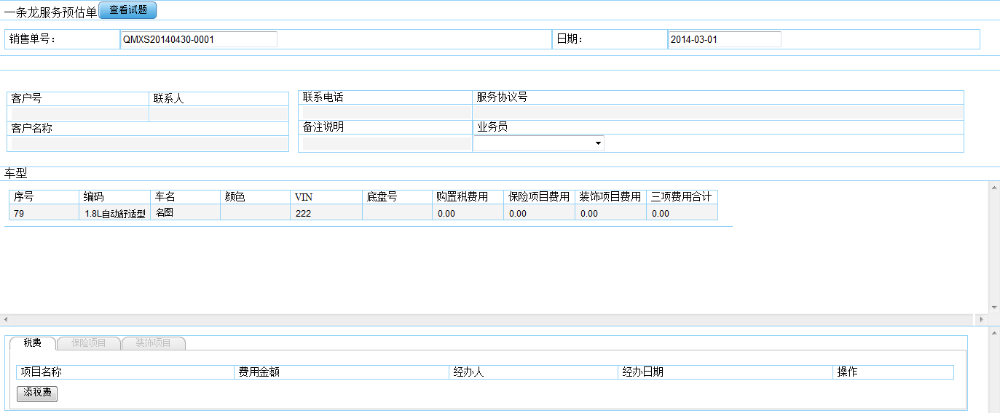 一条龙服务预估单 查看试题
销售单号： QMXS20140430-0001 日期： 2014-03-01
客户号 联系人 联系电话 服务协议号
客户名称 备注说明 业务员
车型
序号 编码 车名 颜色 VIN 底盘号 购置税费用 保险项目费用 装饰项目费用 三项费用合计
79 1.8L自动舒适型 名图 222 0.00 0.00 0.00 0.00
税费 保险项目 装饰项目
项目名称 费用金额 经办人 经办日期 操作
添税费